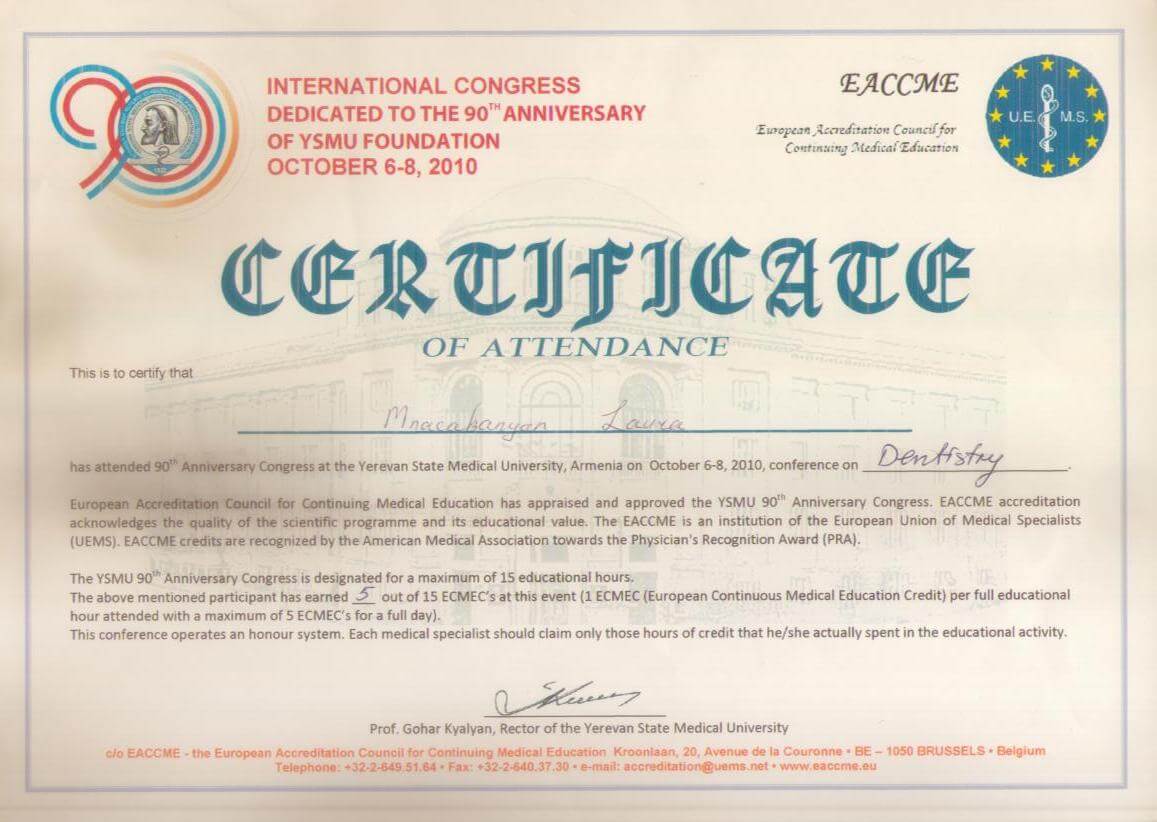 INTERNATIONAL CONGRESS
DEDICATED TO THE 90TH ANNIVERSARY
OF YSMU FOUNDATION
OCTOBER 6-8, 2010
EACCME
European Accreditation Council for
Continuing Medical Education
U.E.M.S.
CERTIFICATE
OF ATTENDANCE
This is to certify that
Mnacakanyan Laura
has attended 90th Anniversary Congress at the Yerevan State Medical University, Armenia on October 6-8, 2010, conference on Dentistry.
European Accreditation Council for Continuing Medical Education has appraised and approved the YSMU 90th Anniversary Congress. EACCME accreditation
acknowledges the quality of the scientific programme and its educational value. The EACCME is an institution of the European Union of Medical Specialists
(UEMS). EACCME credits are recognized by the American Medical Association towards the Physician's Recognition Award (PRA).
The YSMU 90th Anniversary Congress is designated for a maximum of 15 educational hours.
The above mentioned participant has earned 5 out of 15 ECMEC's at this event (1 ECMEC (European Continuous Medical Education Credit) per full educational
hour attended with a maximum of 5 ECMEC's for a full day).
This conference operates an honour system. Each medical specialist should claim only those hours of credit that he/she actually spent in the educational activity.
Prof. Gohar Kyalyan, Rector of the Yerevan State Medical University
c/o EACCME - the European Accreditation Council for Continuing Medical Education Kroonlaan, 20, Avenue de la Couronne • BE – 1050 BRUSSELS • Belgium
Telephone: +32-2-649.51.64 • Fax: +32-2-640.37.30 • e-mail: accreditation@uems.net • www.eaccme.eu